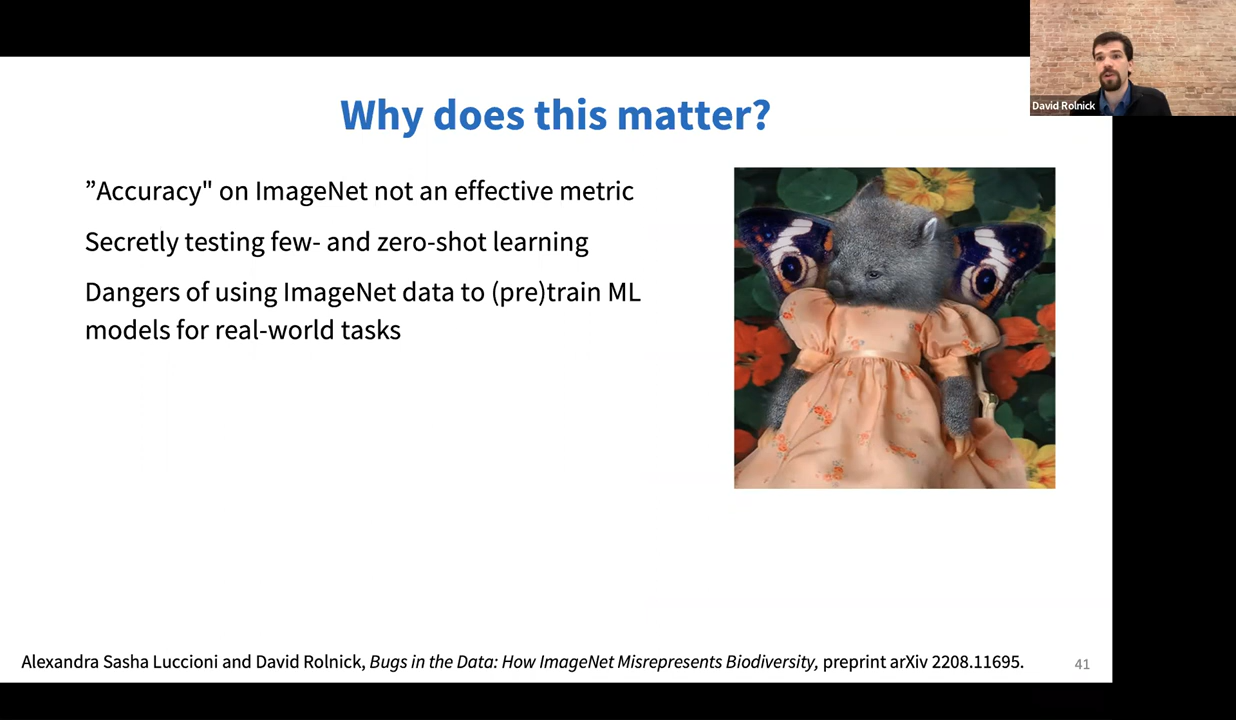 David Rolnick
Why does this matter?
”Accuracy" on ImageNet not an effective metric
Secretly testing few- and zero-shot learning
Dangers of using ImageNet data to (pre)train ML
models for real-world tasks
Alexandra Sasha Luccioni and David Rolnick, Bugs in the Data: How ImageNet Misrepresents Biodiversity, preprint arXiv 2208.11695.
41